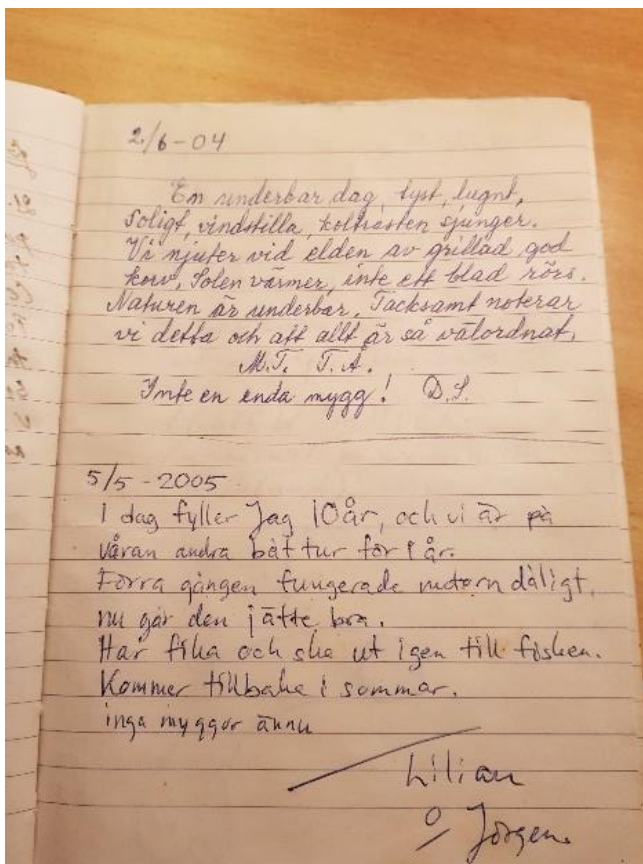 2/6-04
En underbar dag, tyst, lugnt,
soligt, vindstilla, koltrasten sjunger.
Vi njuter vid elden av grillad god
korv. Solen värmer, inte ett blad rörs.
Naturen är underbar. Tacksamt noterar
vi detta och att allt är så välordnat.
M.T. T.A.
Inte en enda mygg! D.S.
5/5-2005
I dag fyller Jag 10år, och vi är på
våran andra båt tur för i år.
Förra gången fungerade motorn dåligt,
nu går den jätte bra.
Har fika och ska ut igen till fisken.
Kommer tillbaka i sommar.
inga myggor ännu
Lilian
o Jörgen.